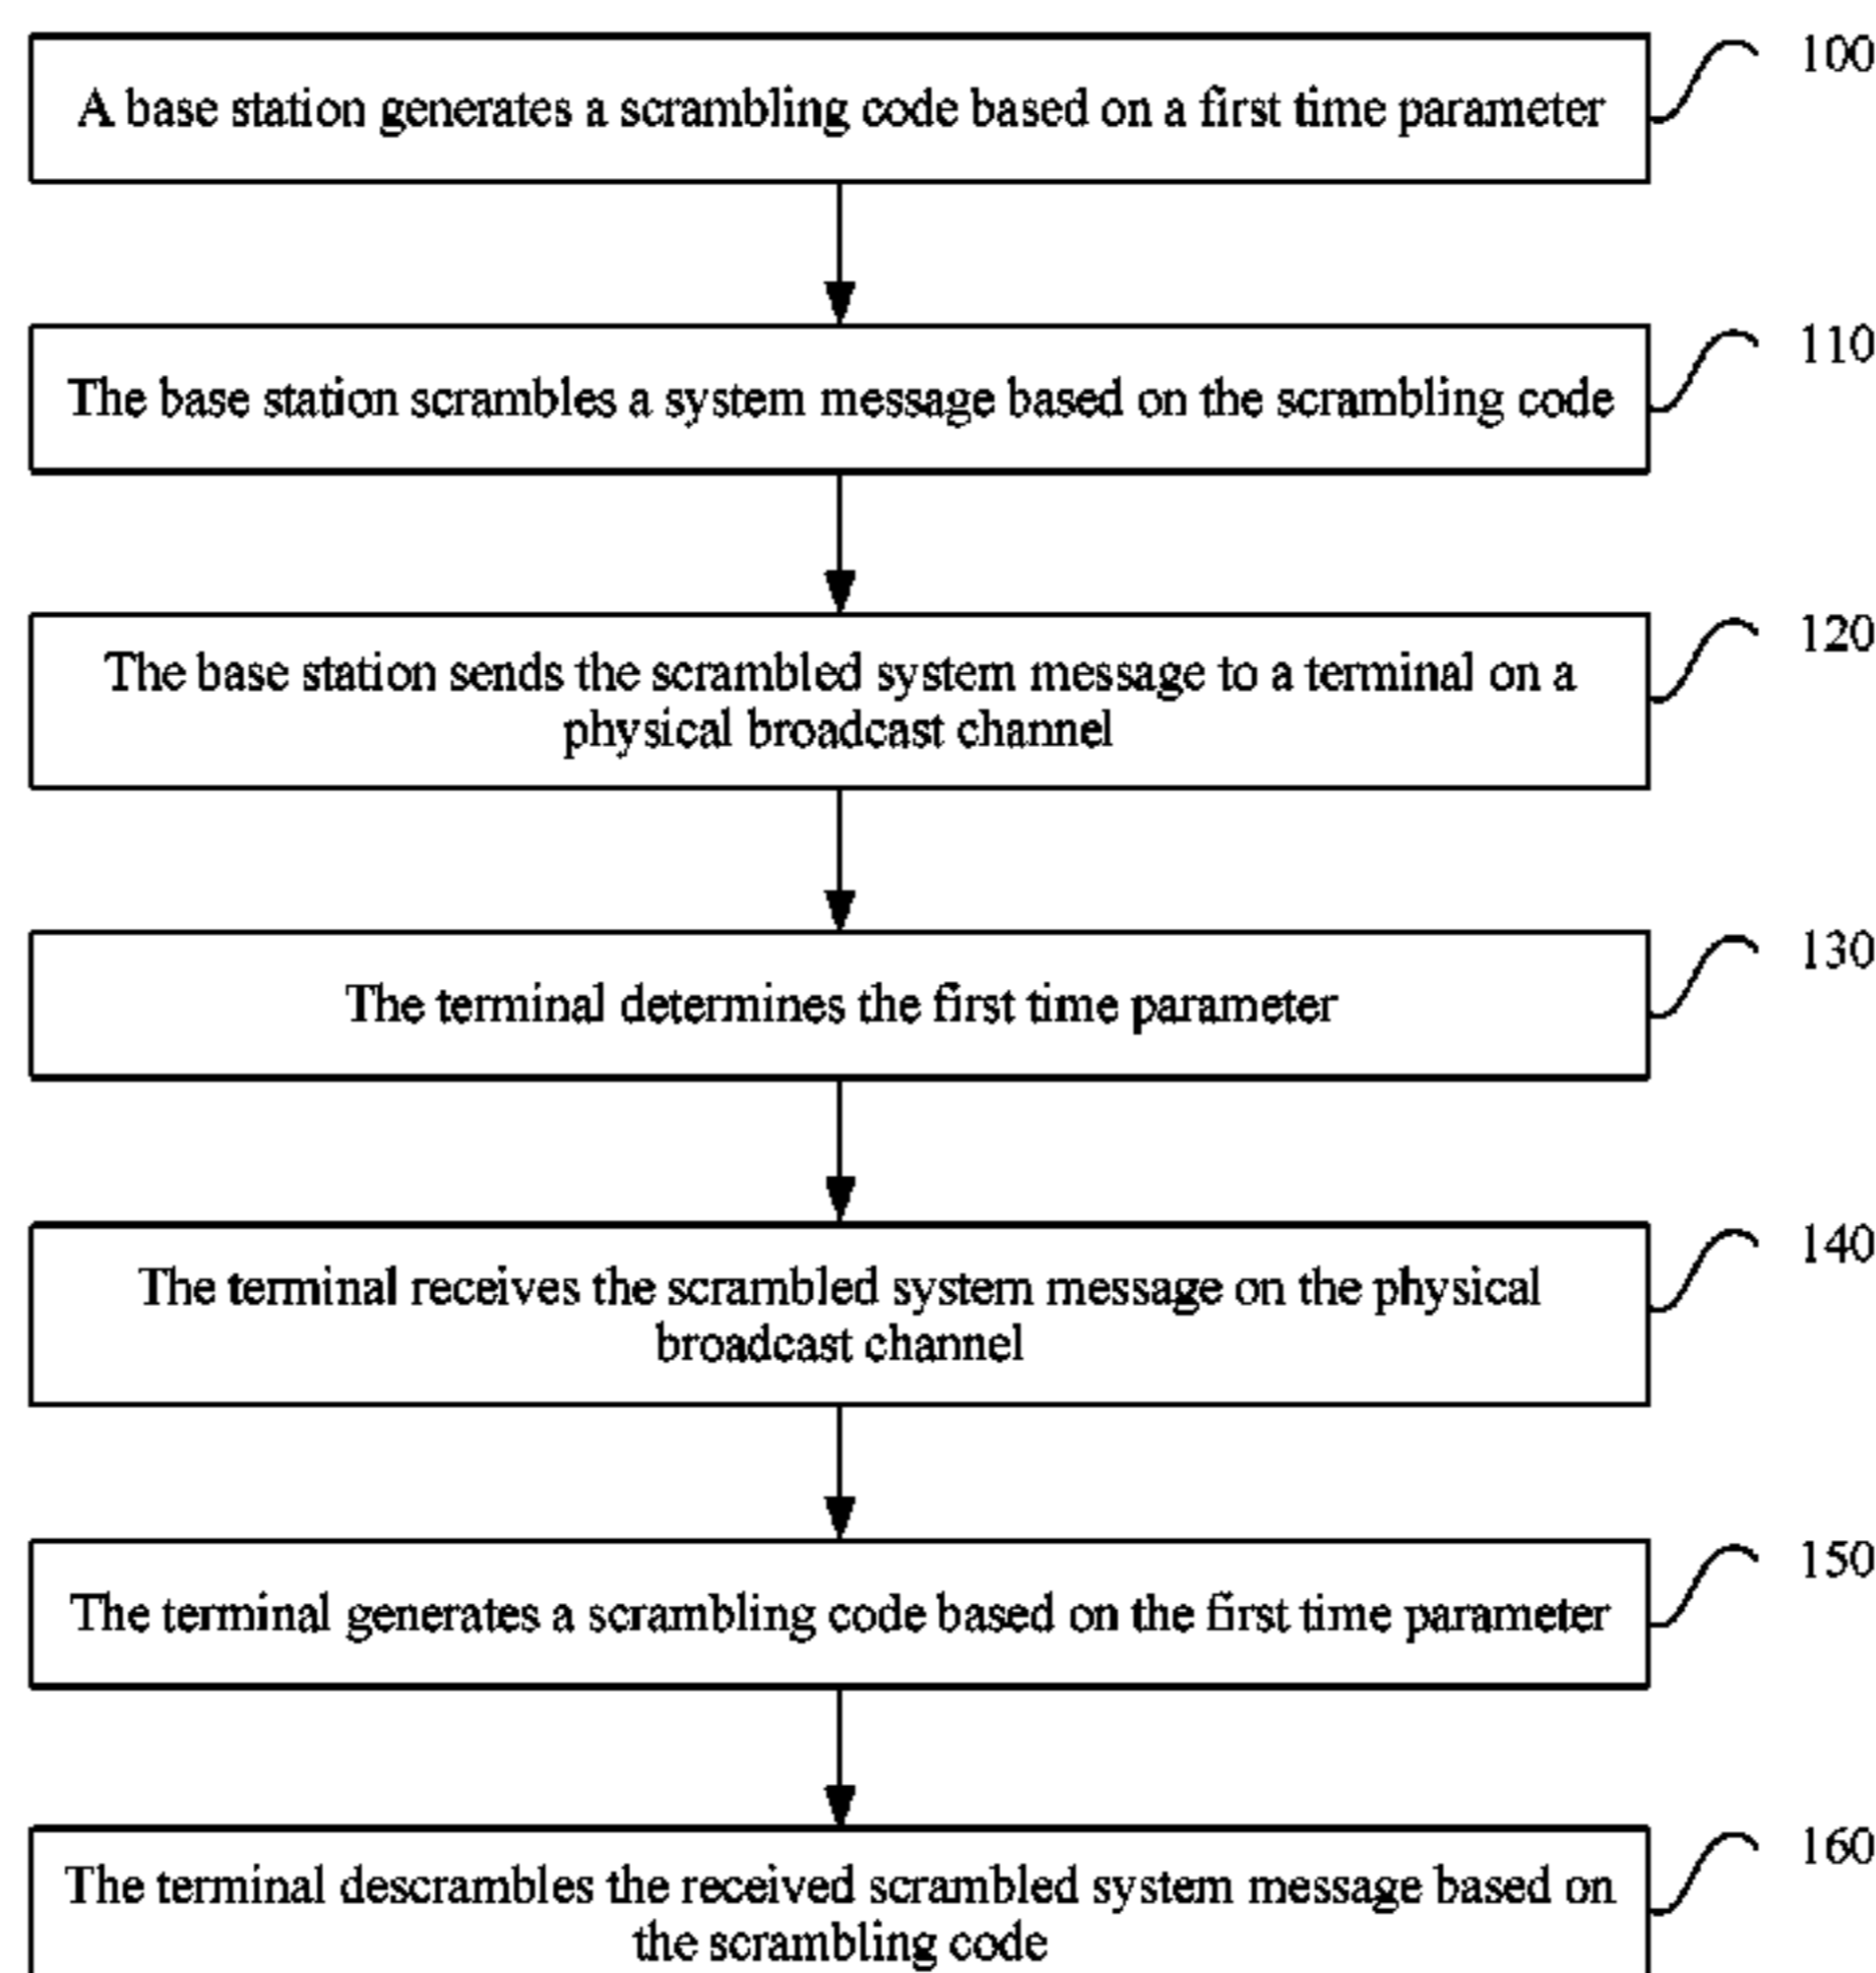 A base station generates a scrambling code based on a first time parameter
100
The base station scrambles a system message based on the scrambling code
110
The base station sends the scrambled system message to a terminal on a
physical broadcast channel
120
The terminal determines the first time parameter
130
The terminal receives the scrambled system message on the physical
broadcast channel
140
The terminal generates a scrambling code based on the first time parameter
150
The terminal descrambles the received scrambled system message based on
the scrambling code
160